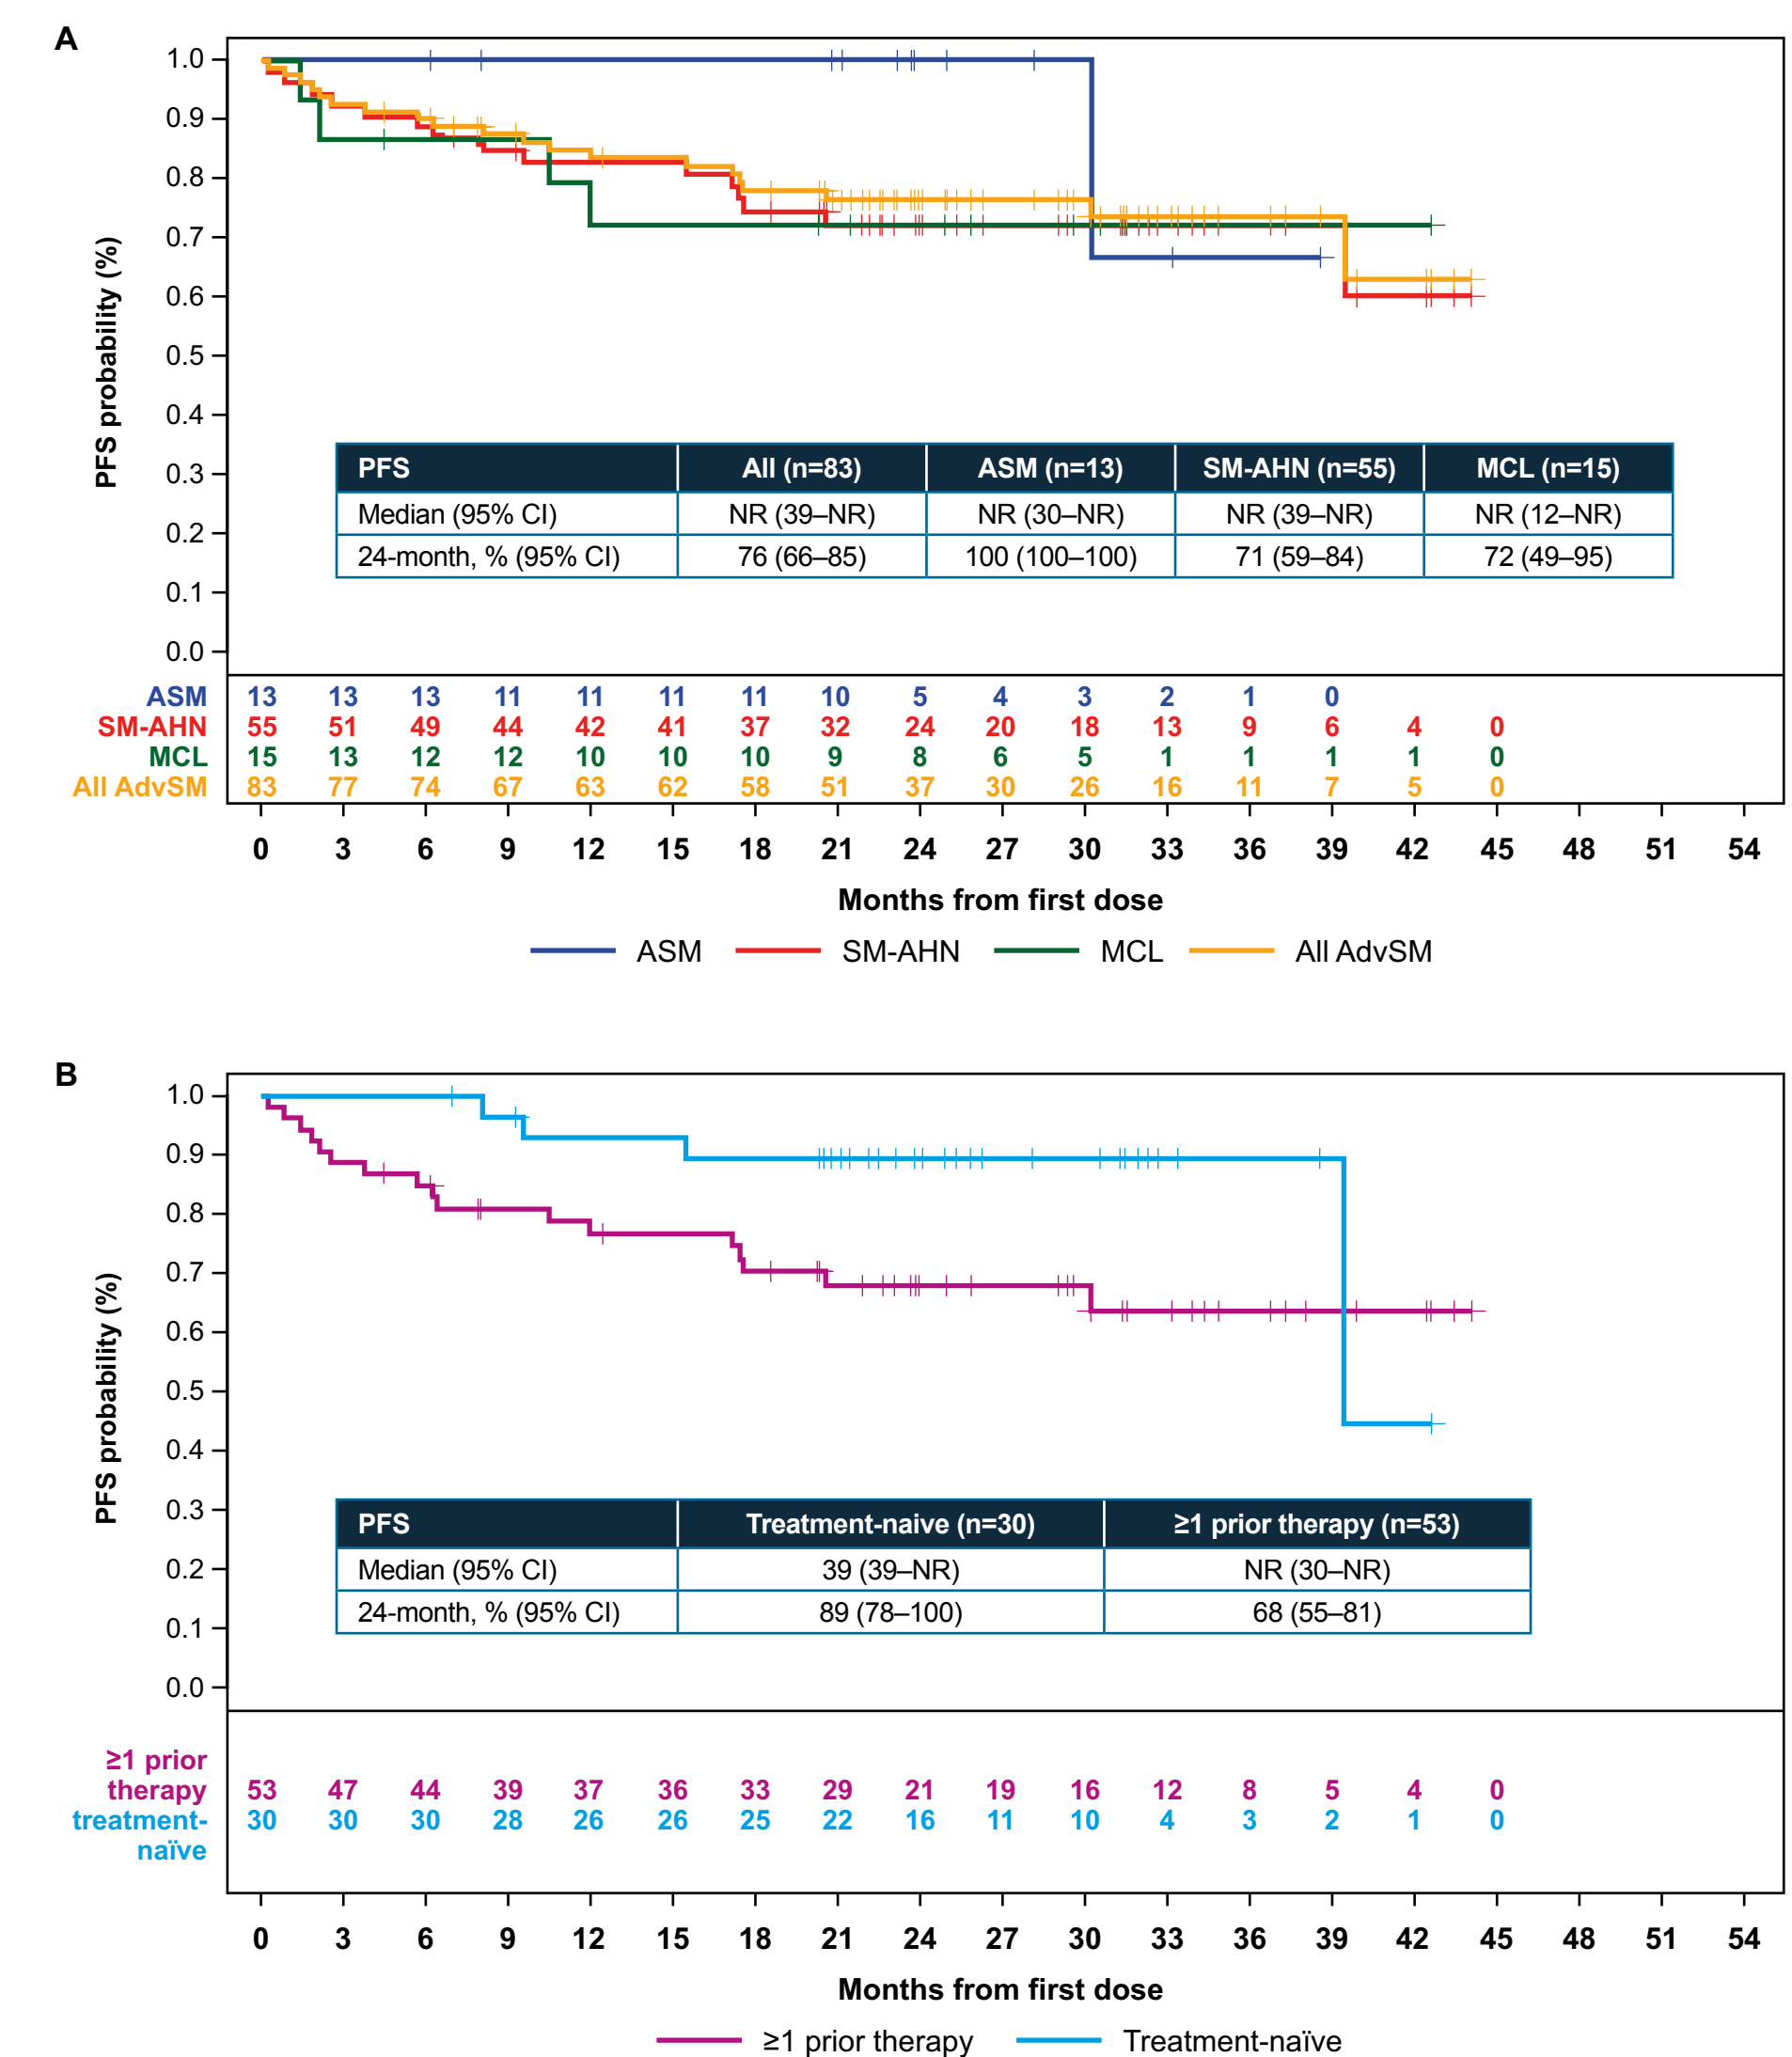 A
1.0
0.9
0.8
0.7
0.6
0.5
0.4
0.3
0.2
0.1
0.0
PFS probability (%)
PFS All (n=83) ASM (n=13) SM-AHN (n=55) MCL (n=15)
Median (95% CI) NR (39–NR) NR (30–NR) NR (39–NR) NR (12–NR)
24-month, % (95% CI) 76 (66–85) 100 (100–100) 71 (59–84) 72 (49–95)
ASM 13 13 13 11 11 11 11 10 5 4 3 2 1 0
SM-AHN 55 51 49 44 42 41 37 32 24 20 18 13 9 6 4 0
MCL 15 13 12 12 10 10 10 9 8 6 5 1 1 1 1 0
All AdvSM 83 77 74 67 63 62 58 51 37 30 26 16 11 7 5 0
0 3 6 9 12 15 18 21 24 27 30 33 36 39 42 45 48 51 54
Months from first dose
ASM SM-AHN MCL All AdvSM
B
1.0
0.9
0.8
0.7
0.6
0.5
0.4
0.3
0.2
0.1
0.0
PFS probability (%)
PFS Treatment-naive (n=30) ≥1 prior therapy (n=53)
Median (95% CI) 39 (39–NR) NR (30–NR)
24-month, % (95% CI) 89 (78–100) 68 (55–81)
≥1 prior
therapy 53 47 44 39 37 36 33 29 21 19 16 12 8 5 4 0
treatment- 30 30 30 28 26 26 25 22 16 11 10 4 3 2 1 0
naïve
0 3 6 9 12 15 18 21 24 27 30 33 36 39 42 45 48 51 54
Months from first dose
≥1 prior therapy Treatment-naïve